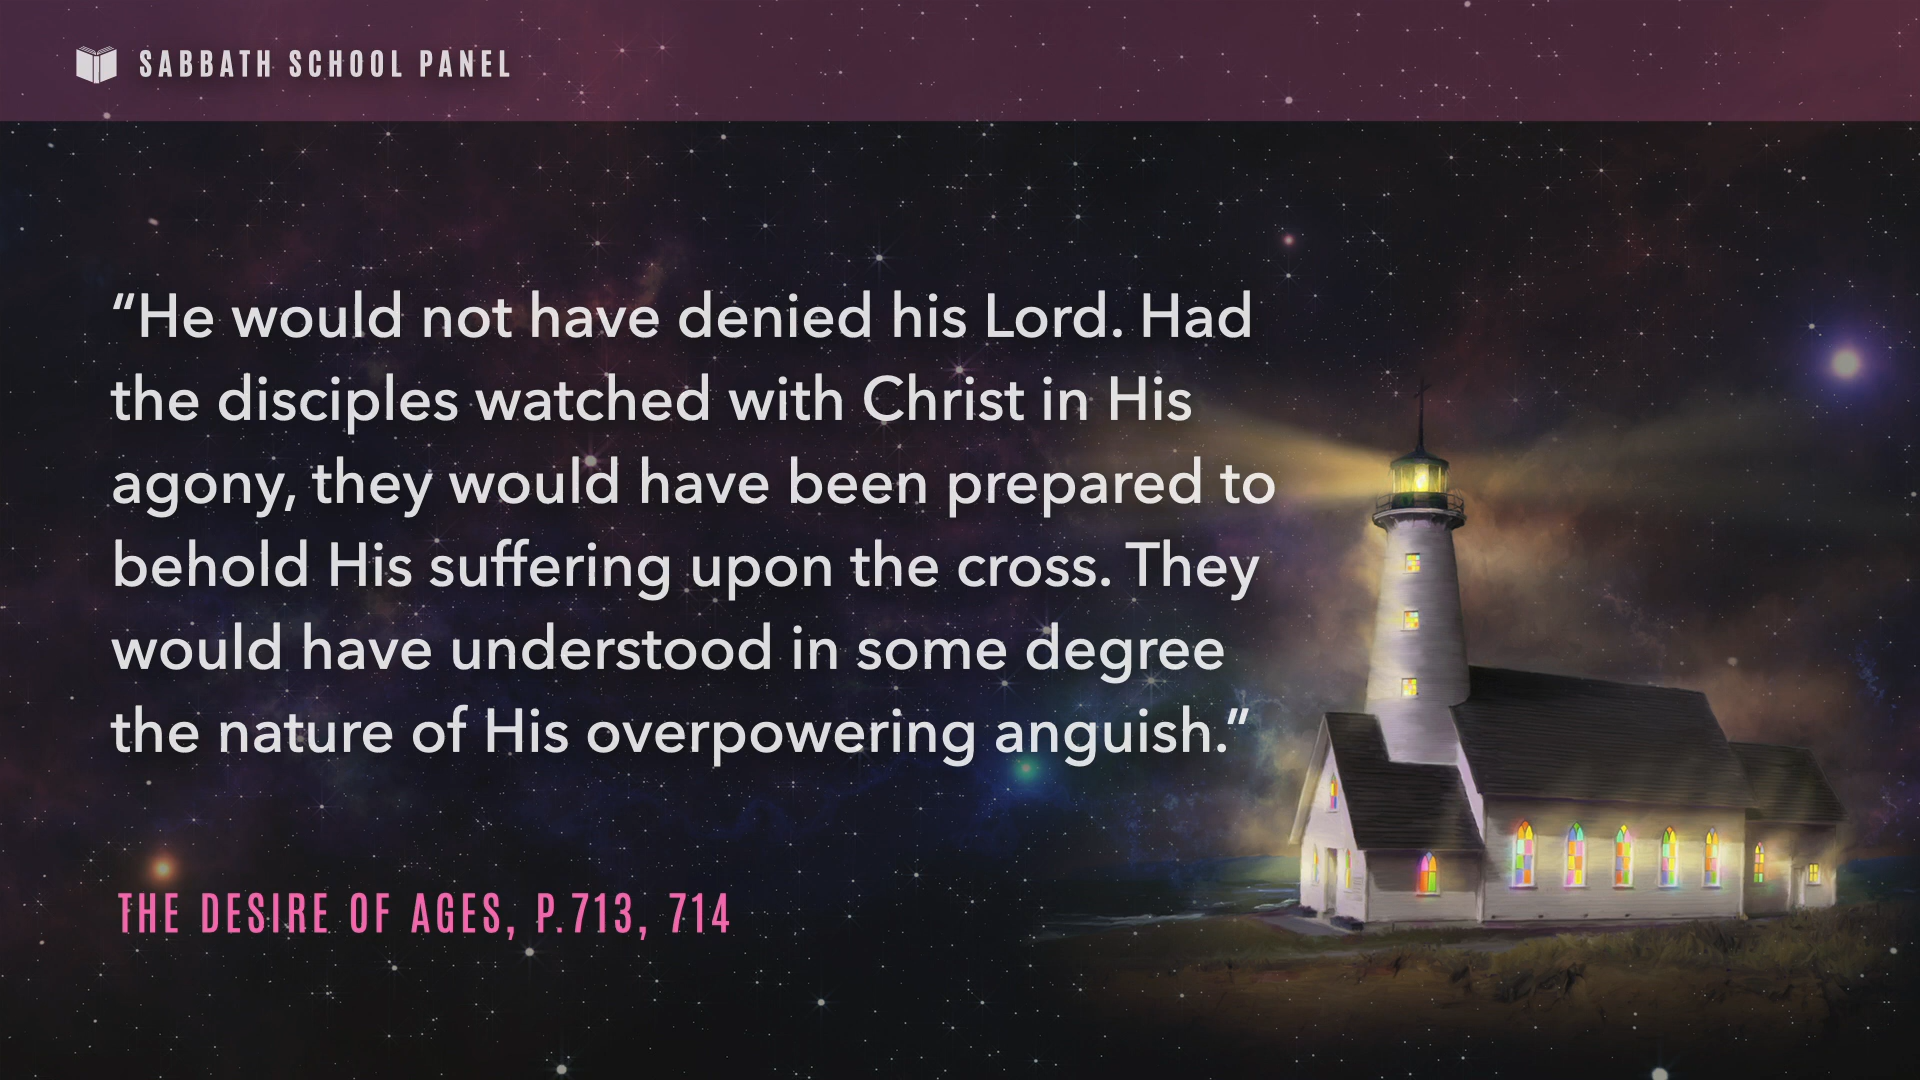 SABBATH SCHOOL PANEL
“He would not have denied his Lord. Had
the disciples watched with Christ in His
agony, they would have been prepared to
behold His suffering upon the cross. They
would have understood in some degree
the nature of His overpowering anguish.”
THE DESIRE OF AGES, P.713, 714